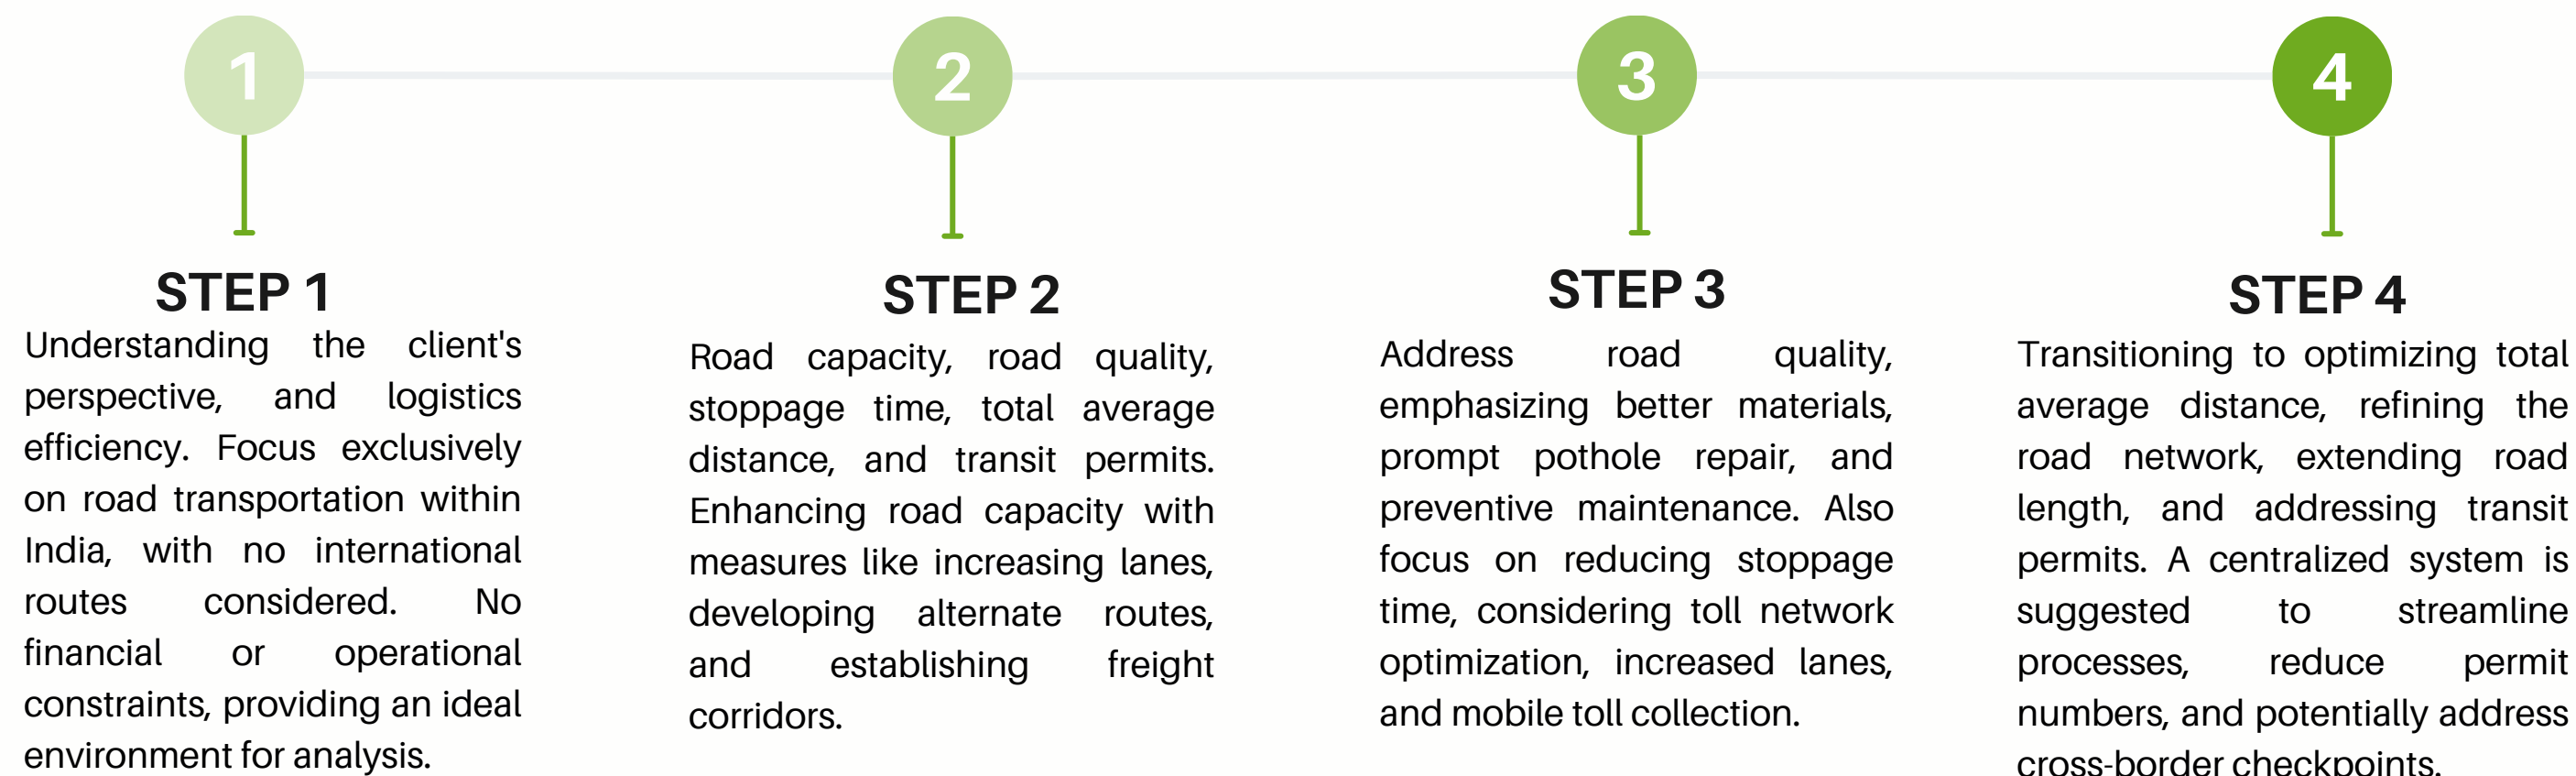 1
2
3
4
STEP 1
Understanding the client's
perspective, and logistics
efficiency. Focus exclusively
on road transportation within
India, with no international
routes considered. No
financial or operational
constraints, providing an ideal
environment for analysis.
STEP 2
Road capacity, road quality,
stoppage time, total average
distance, and transit permits.
Enhancing road capacity with
measures like increasing lanes,
developing alternate routes,
and establishing freight
corridors.
STEP 3
Address road quality,
emphasizing better materials,
prompt pothole repair, and
preventive maintenance. Also
focus on reducing stoppage
time, considering toll network
optimization, increased lanes,
and mobile toll collection.
STEP 4
Transitioning to optimizing total
average distance, refining the
road network, extending road
length, and addressing transit
permits. A centralized system is
suggested to streamline
processes, reduce permit
numbers, and potentially address
cross-border checkpoints.